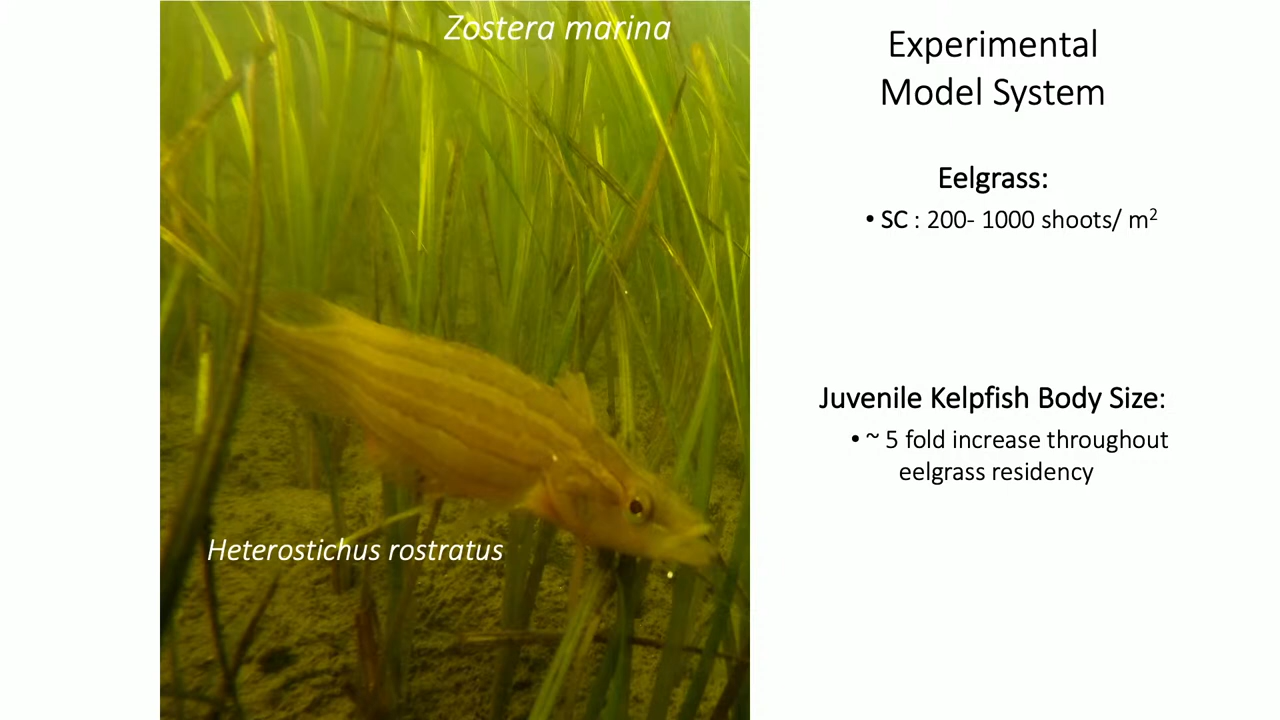 Zostera marina
Experimental
Model System
Eelgrass:
• SC : 200- 1000 shoots/ m²
Juvenile Kelpfish Body Size:
• ~ 5 fold increase throughout
eelgrass residency
Heterostichus rostratus